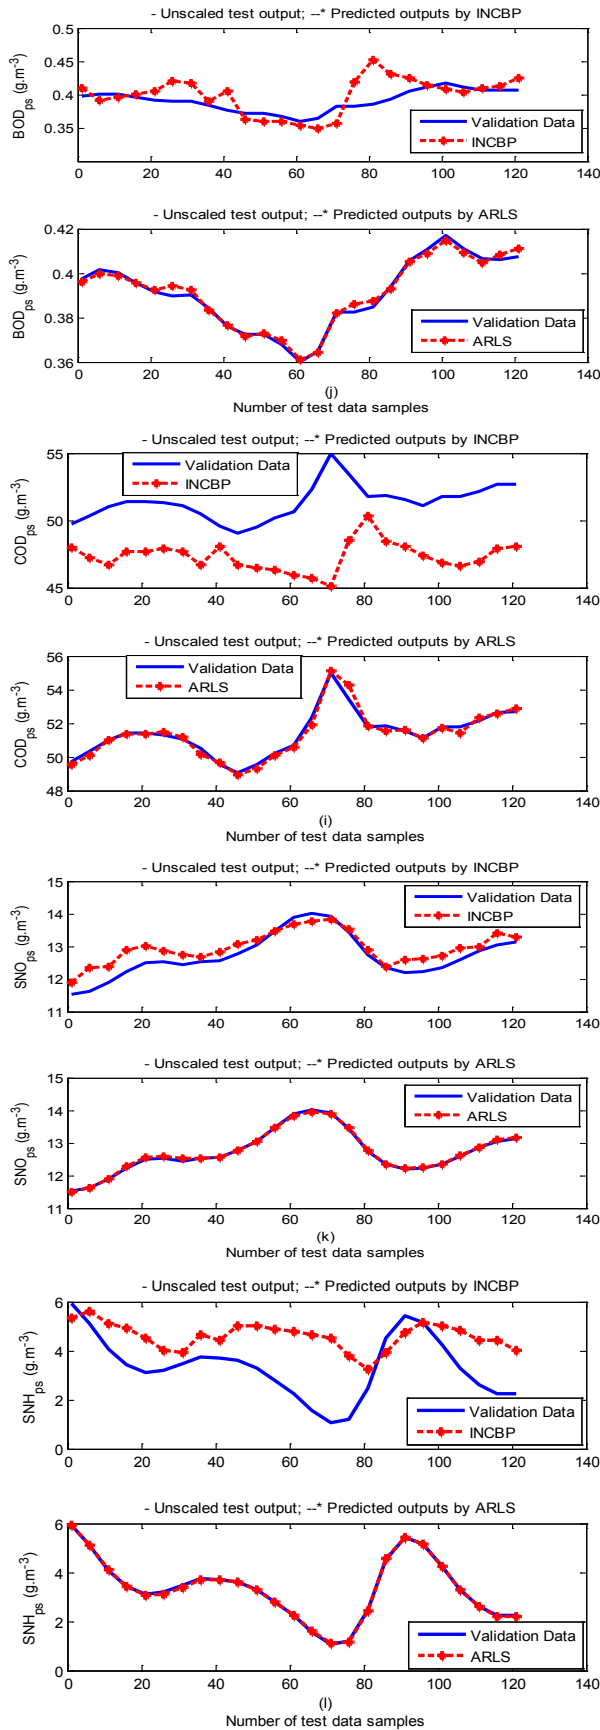 - Unscaled test output; --* Predicted outputs by INCBP
0.5
0.45
0.4
0.35
BODps (g.m-3)
Validation Data
INCBP
0 20 40 60 80 100 120 140
- Unscaled test output; --* Predicted outputs by ARLS
0.42
0.4
0.38
0.36
BODps (g.m-3)
Validation Data
ARLS
0 20 40 60 80 100 120 140
(j)
Number of test data samples
- Unscaled test output; --* Predicted outputs by INCBP
55
50
45
CODps (g.m-3)
Validation Data
INCBP
0 20 40 60 80 100 120 140
- Unscaled test output; --* Predicted outputs by ARLS
56
54
52
50
48
CODps (g.m-3)
Validation Data
ARLS
0 20 40 60 80 100 120 140
(i)
Number of test data samples
- Unscaled test output; --* Predicted outputs by INCBP
15
14
13
12
11
SNOps (g.m-3)
Validation Data
INCBP
0 20 40 60 80 100 120 140
- Unscaled test output; --* Predicted outputs by ARLS
15
14
13
12
11
SNOps (g.m-3)
Validation Data
ARLS
0 20 40 60 80 100 120 140
(k)
Number of test data samples
- Unscaled test output; --* Predicted outputs by INCBP
6
4
2
0
SNHps (g.m-3)
Validation Data
INCBP
0 20 40 60 80 100 120 140
- Unscaled test output; --* Predicted outputs by ARLS
6
4
2
0
SNHps (g.m-3)
Validation Data
ARLS
0 20 40 60 80 100 120 140
(l)
Number of test data samples